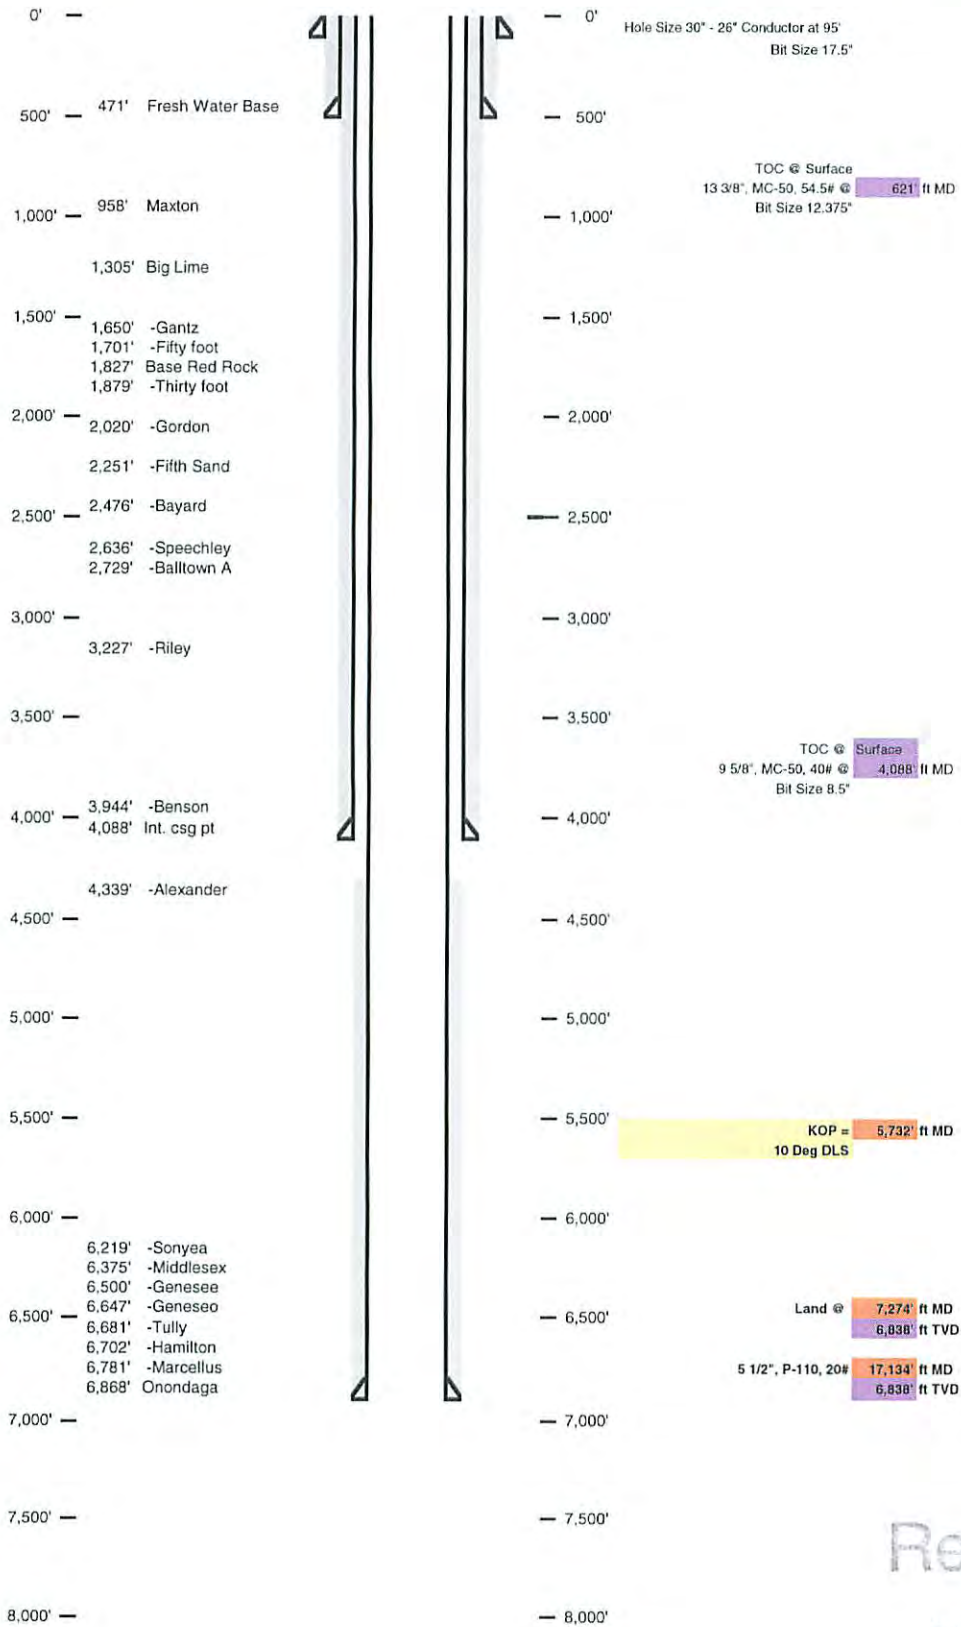 0' —
— 0'
Hole Size 30" - 26" Conductor at 95'
Bit Size 17.5"
471' Fresh Water Base
500' —
— 500'
TOC @ Surface
13 3/8", MC-50, 54.5# @ 621' ft MD
Bit Size 12.375"
958' Maxton
1,000' —
— 1,000'
1,305' Big Lime
1,500' —
— 1,500'
1,650' -Gantz
1,701' -Fifty foot
1,827' Base Red Rock
1,879' -Thirty foot
2,000' —
— 2,000'
2,020' -Gordon
2,251' -Fifth Sand
2,476' -Bayard
2,500' —
— 2,500'
2,636' -Speechley
2,729' -Balltown A
3,000' —
— 3,000'
3,227' -Riley
3,500' —
— 3,500'
TOC @ Surface
9 5/8", MC-50, 40# @ 4,088' ft MD
Bit Size 8.5"
3,944' -Benson
4,000' —
— 4,000'
4,088' Int. csg pt
4,339' -Alexander
4,500' —
— 4,500'
5,000' —
— 5,000'
5,500' —
— 5,500'
KOP = 5,732' ft MD
10 Deg DLS
6,000' —
— 6,000'
6,219' -Sonyea
6,375' -Middlesex
6,500' -Genesee
6,647' -Geneseo
6,500' —
— 6,500'
Land @ 7,274' ft MD
6,838' ft TVD
6,681' -Tully
6,702' -Hamilton
6,781' -Marcellus
6,868' Onondaga
5 1/2", P-110, 20# 17,134' ft MD
6,838' ft TVD
7,000' —
— 7,000'
7,500' —
— 7,500'
Re
8,000' —
— 8,000'